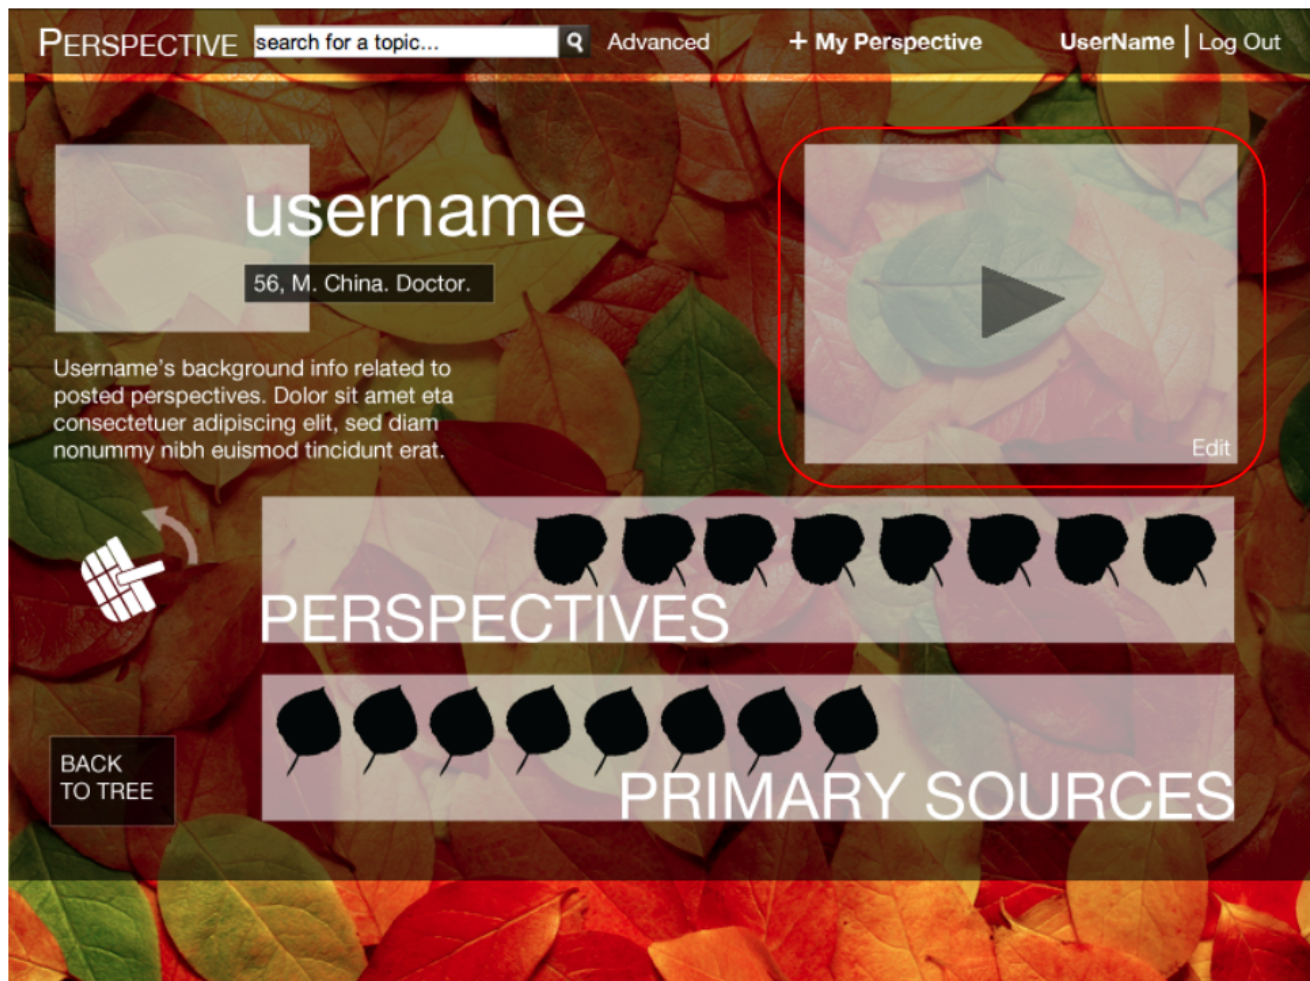 PERSPECTIVE search for a topic... Advanced + My Perspective UserName | Log Out
username
56, M. China. Doctor.
Username's background info related to
posted perspectives. Dolor sit amet eta
consectetuer adipiscing elit, sed diam
nonummy nibh euismod tincidunt erat.
Edit
PERSPECTIVES
PRIMARY SOURCES
BACK
TO TREE